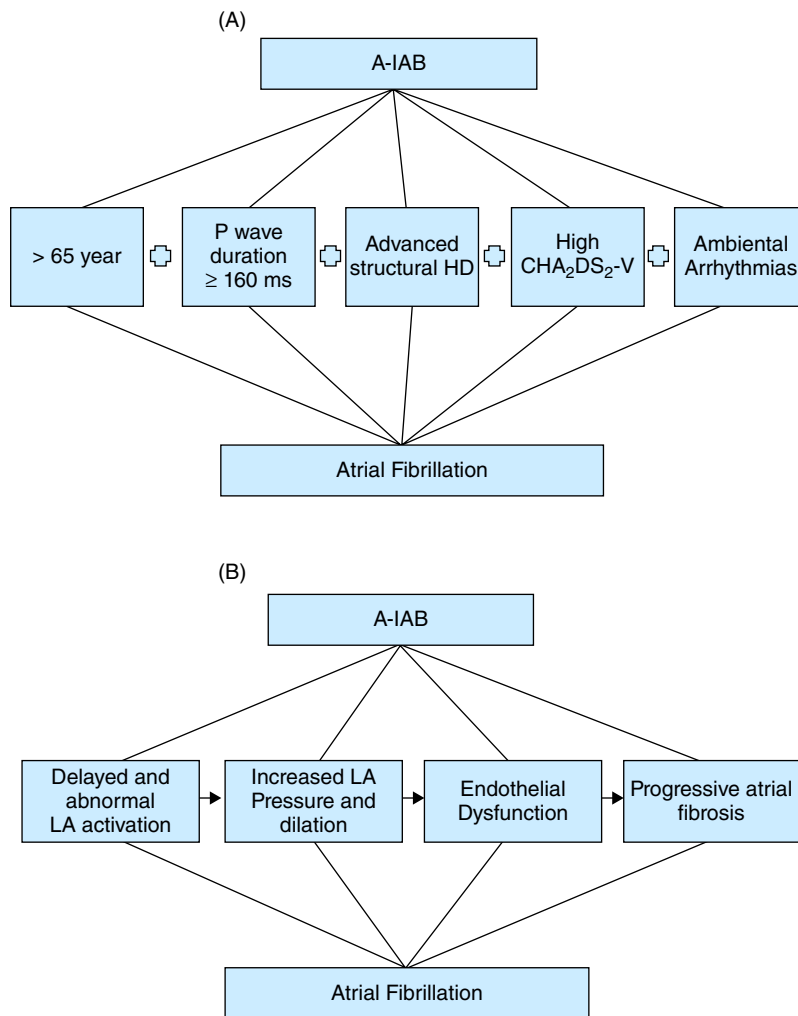 (A)
A-IAB
> 65 year
P wave
duration
≥ 160 ms
Advanced
structural HD
High
CHA₂DS₂-V
Ambiental
Arrhythmias
Atrial Fibrillation
(B)
A-IAB
Delayed and
abnormal
LA activation
Increased LA
Pressure and
dilation
Endothelial
Dysfunction
Progressive atrial
fibrosis
Atrial Fibrillation